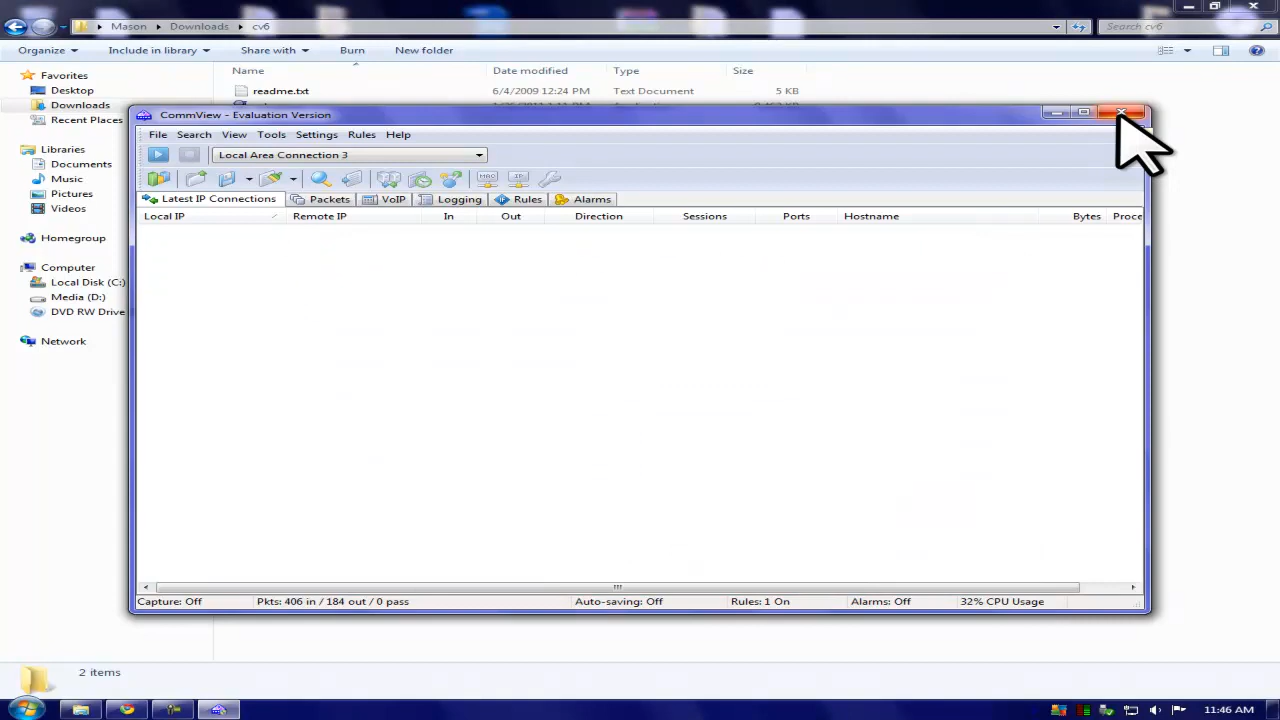 Mason Downloads cv6 Search cv6
Organize Include in library Share with Burn New folder
Name Date modified Type Size
Favorites
Desktop
Downloads
Recent Places
Libraries
Documents
Music
Pictures
Videos
Homegroup
Computer
Local Disk (C:)
Media (D:)
DVD RW Drive
Network
readme.txt 6/4/2009 12:24 PM Text Document 5 KB
CommView - Evaluation Version
File Search View Tools Settings Rules Help
Local Area Connection 3
Latest IP Connections Packets VoIP Logging Rules Alarms
Local IP Remote IP In Out Direction Sessions Ports Hostname Bytes Proce
Capture: Off Pkts: 406 in / 184 out / 0 pass Auto-saving: Off Rules: 1 On Alarms: Off 32% CPU Usage
2 items
11:46 AM